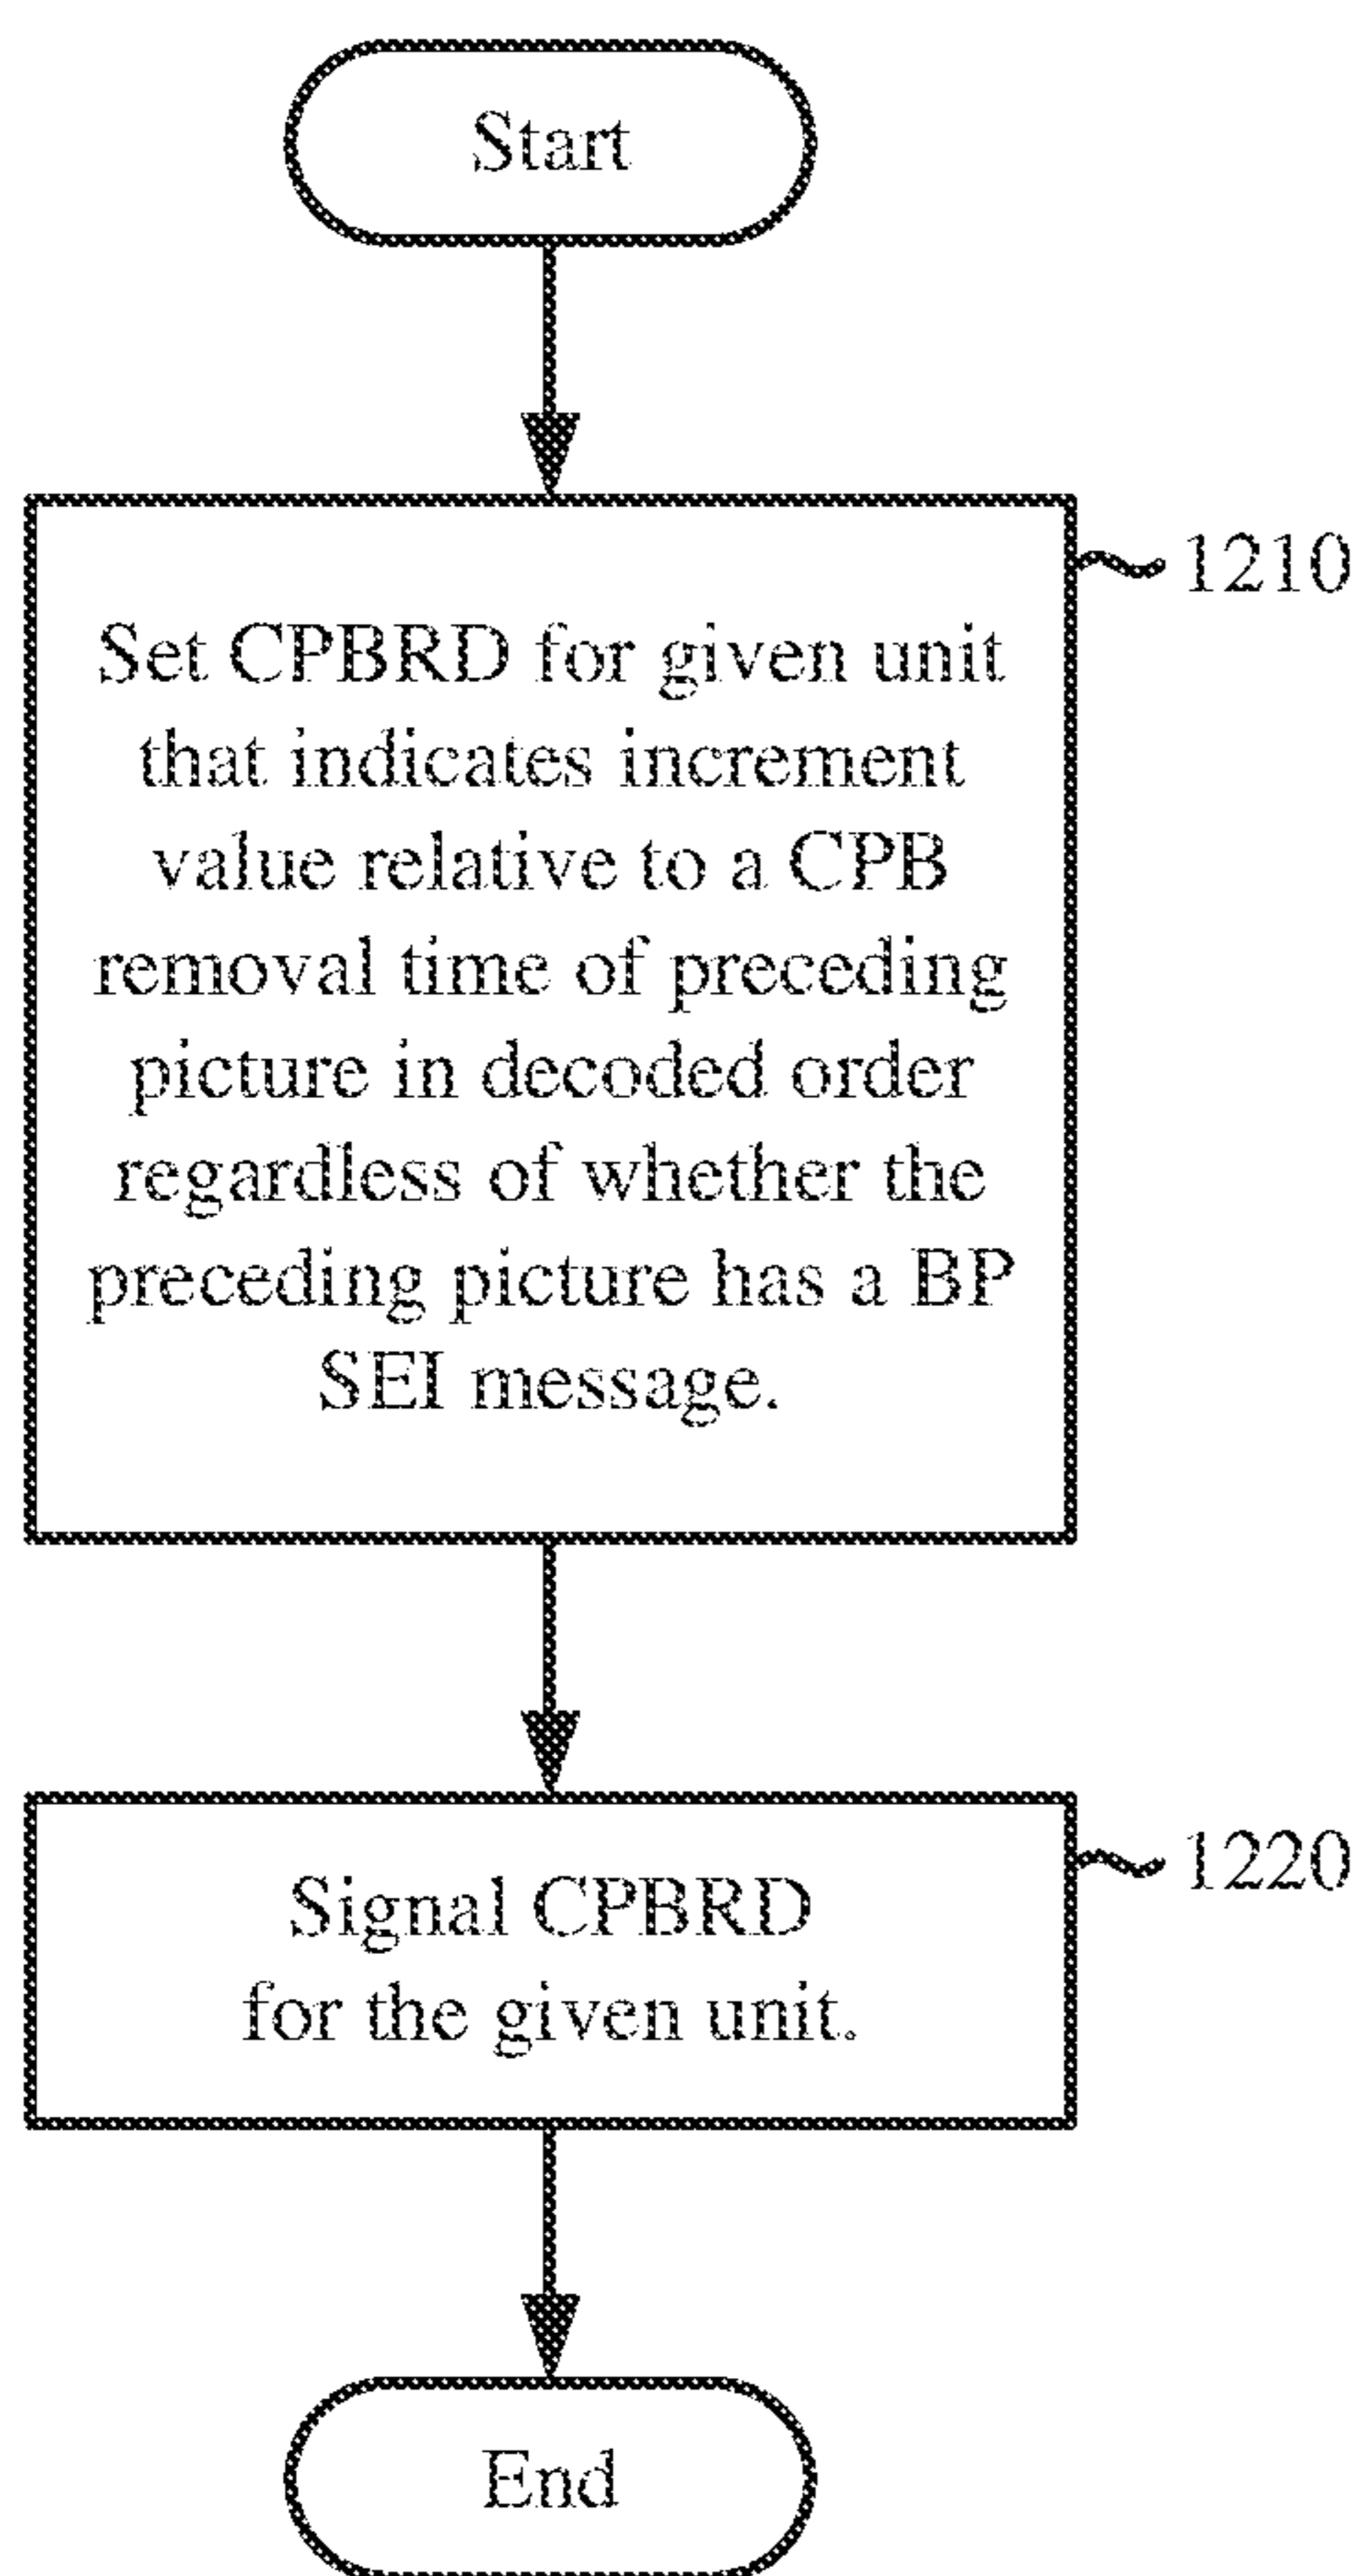 Start
1210
Set CPBRD for given unit
that indicates increment
value relative to a CPB
removal time of preceding
picture in decoded order
regardless of whether the
preceding picture has a BP
SEI message.
1220
Signal CPBRD
for the given unit.
End